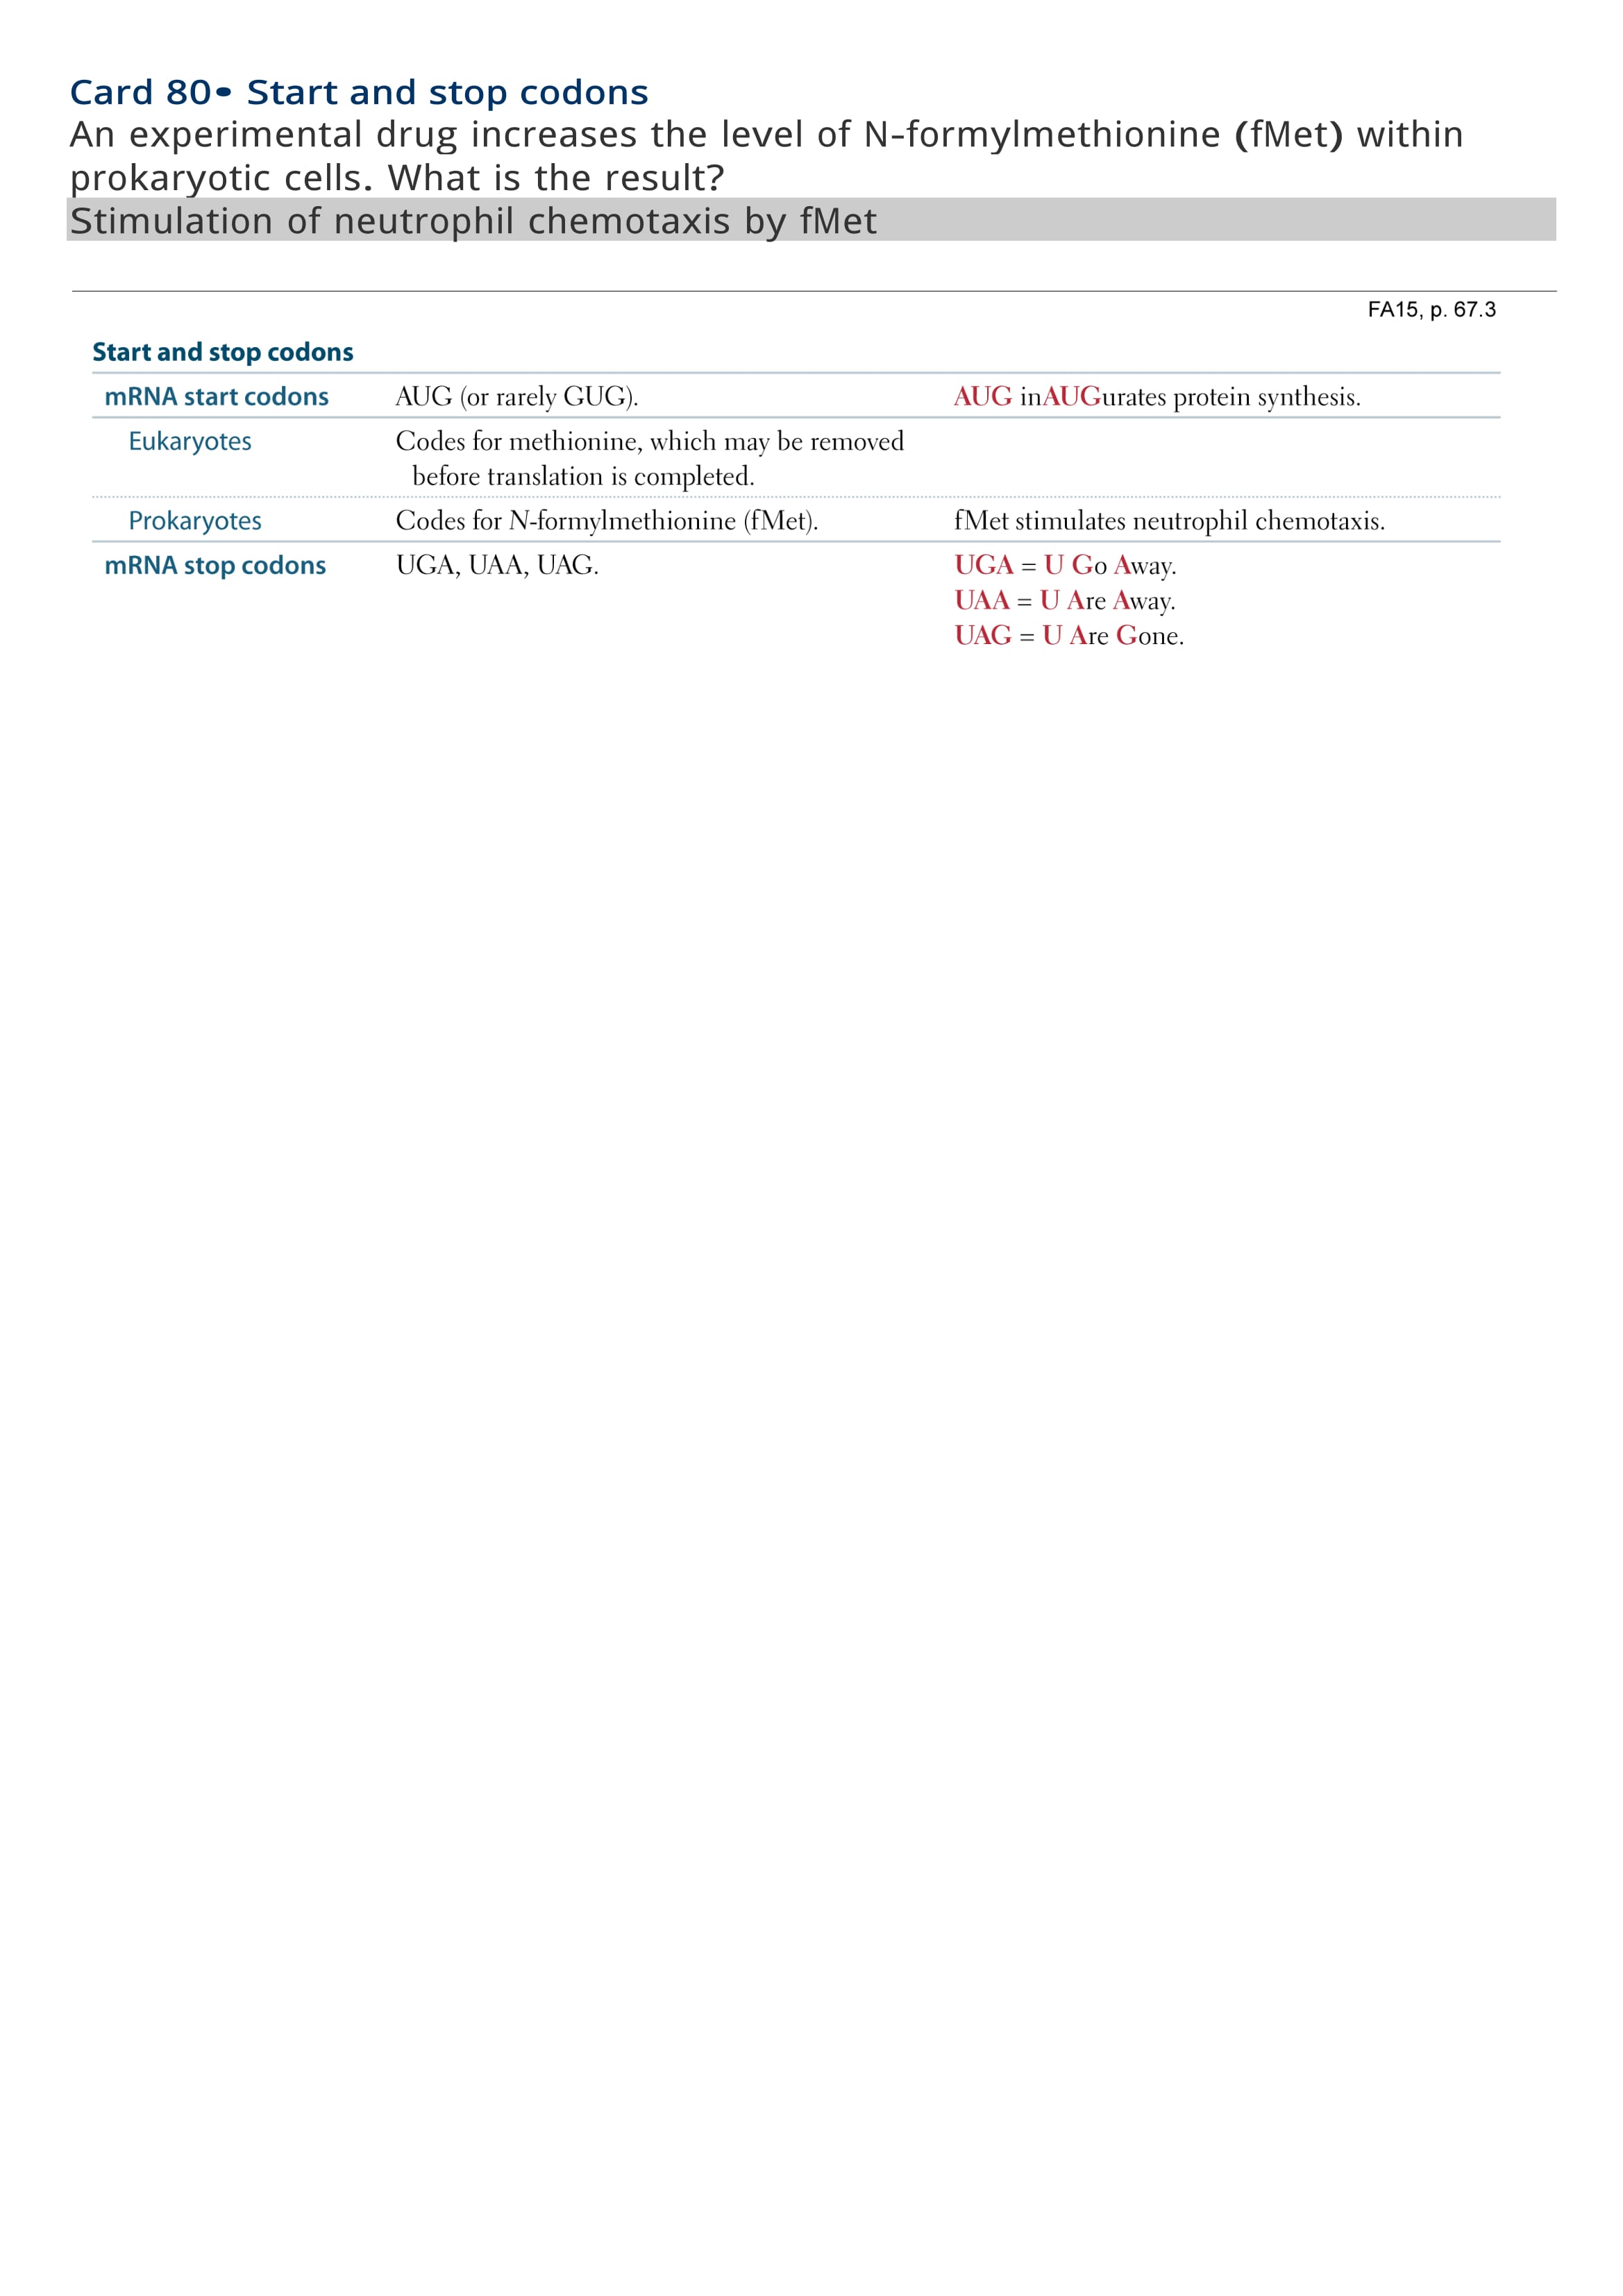 Card 80• Start and stop codons
An experimental drug increases the level of N-formylmethionine (fMet) within
prokaryotic cells. What is the result?
Stimulation of neutrophil chemotaxis by fMet
FA15, p. 67.3
Start and stop codons
mRNA start codons AUG (or rarely GUG). AUG inAUGurates protein synthesis.
Eukaryotes Codes for methionine, which may be removed
before translation is completed.
Prokaryotes Codes for N-formylmethionine (fMet). fMet stimulates neutrophil chemotaxis.
mRNA stop codons UGA, UAA, UAG. UGA = U Go Away.
UAA = U Are Away.
UAG = U Are Gone.